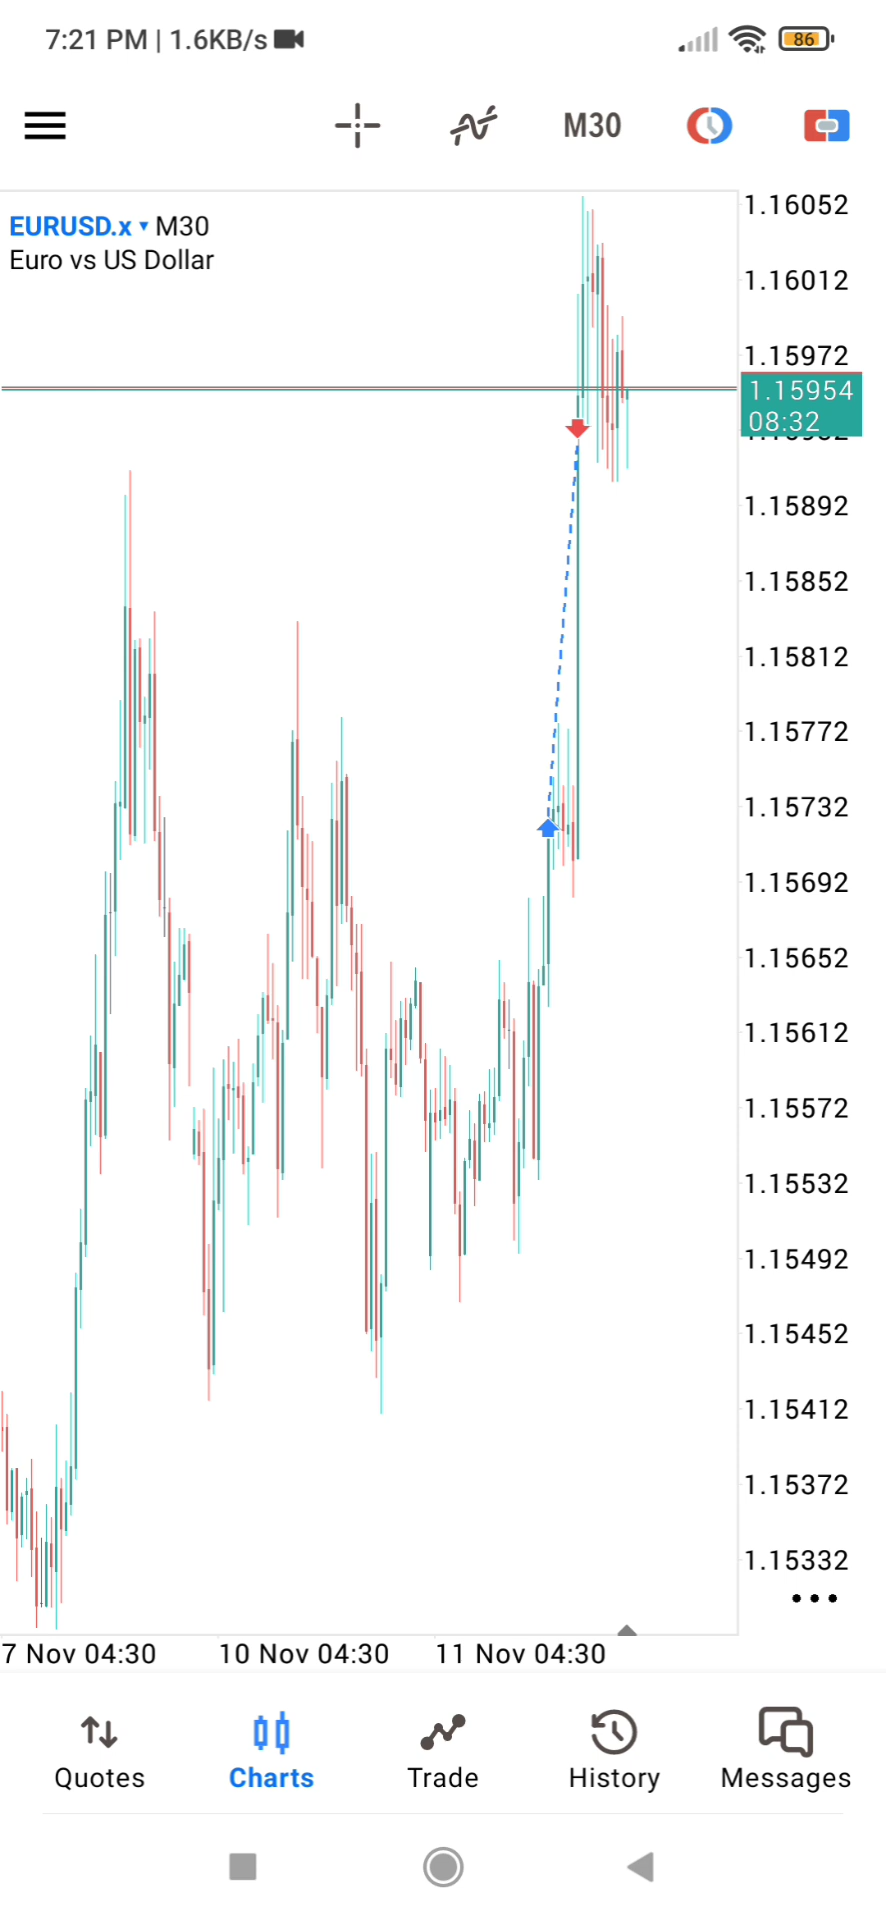 7:21 PM | 1.6KB/s
86
M30
EURUSD.x ▾ M30
Euro vs US Dollar
1.16052
1.16012
1.15972
1.15954
08:32
1.15892
1.15852
1.15812
1.15772
1.15732
1.15692
1.15652
1.15612
1.15572
1.15532
1.15492
1.15452
1.15412
1.15372
1.15332
7 Nov 04:30
10 Nov 04:30
11 Nov 04:30
Quotes
Charts
Trade
History
Messages